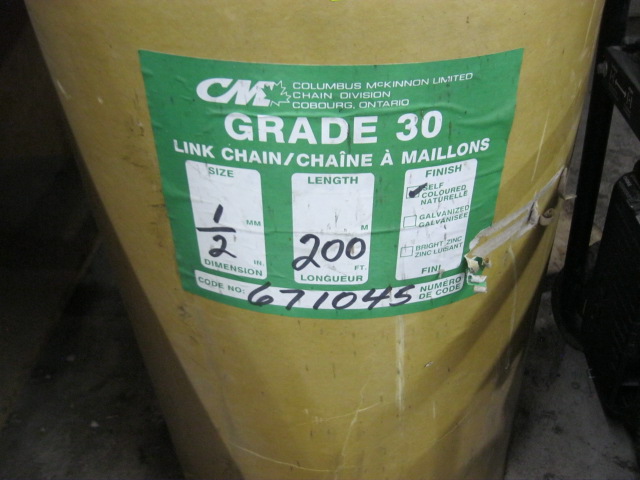 CM COLUMBUS McKINNON LIMITED
CHAIN DIVISION
COBOURG, ONTARIO
GRADE 30
LINK CHAIN/CHAÎNE À MAILLONS
SIZE
1/2 MM
IN.
DIMENSION
LENGTH
M
200 FT.
LONGUEUR
FINISH
SELF COLOURED
NATURELLE
GALVANIZED
GALVANISÉE
BRIGHT ZINC
ZINC LUISANT
FINI
CODE NO: 671045 NUMERO
DE CODE